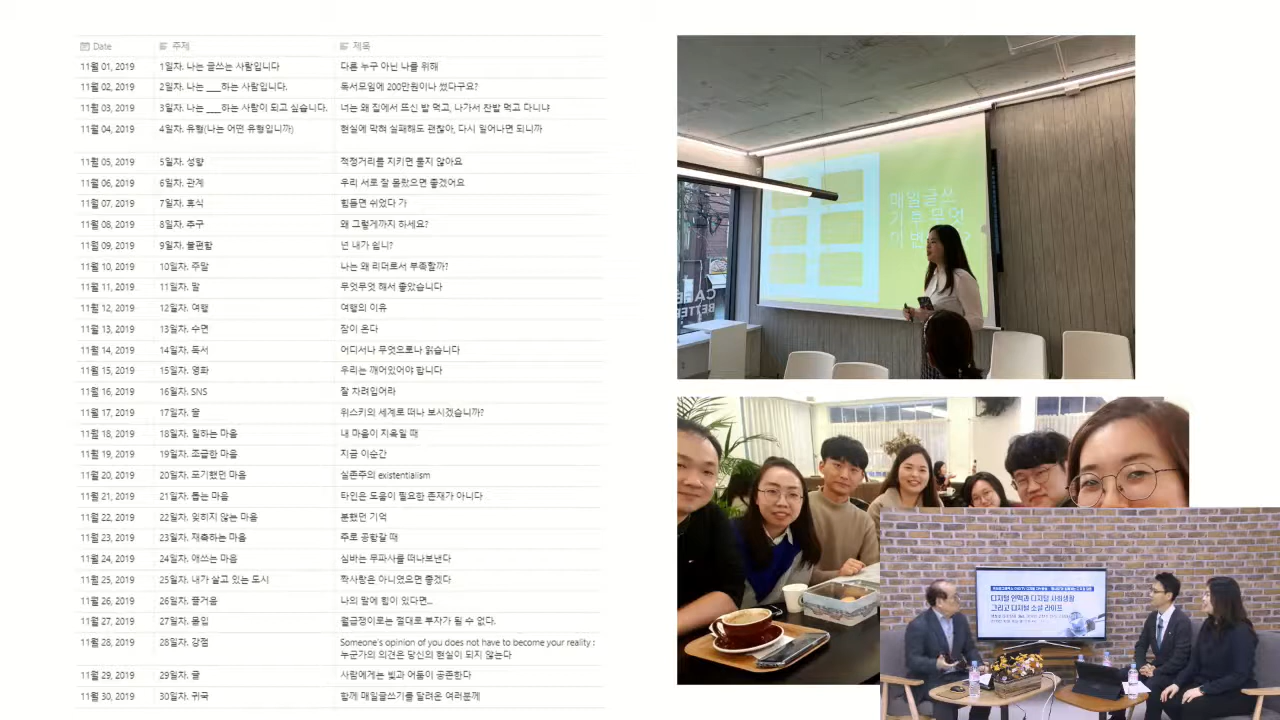 Date 주제 제목
11월 01, 2019 1일차. 나는 글쓰는 사람입니다 다른 누구 아닌 나를 위해
11월 02, 2019 2일차. 나는 ____하는 사람입니다. 독서모임에 200만원이나 썼다구요?
11월 03, 2019 3일차. 나는 ____하는 사람이 되고 싶습니다. 너는 왜 집에서 뜨신 밥 먹고, 나가서 찬밥 먹고 다니냐
11월 04, 2019 4일차. 유형(나는 어떤 유형입니까) 현실에 막혀 실패해도 괜찮아, 다시 일어나면 되니까
11월 05, 2019 5일차. 성향 적정거리를 지키면 물지 않아요
11월 06, 2019 6일차. 관계 우리 서로 잘 몰랐으면 좋겠어요
11월 07, 2019 7일차. 휴식 힘들면 쉬었다 가
11월 08, 2019 8일차. 추구 왜 그렇게까지 하세요?
11월 09, 2019 9일차. 불편함 넌 내가 쉽니?
11월 10, 2019 10일차. 주말 나는 왜 리더로서 부족할까?
11월 11, 2019 11일차. 말 무엇무엇 해서 좋았습니다
11월 12, 2019 12일차. 여행 여행의 이유
11월 13, 2019 13일차. 수면 잠이 온다
11월 14, 2019 14일차. 독서 어디서나 무엇으로나 읽습니다
11월 15, 2019 15일차. 영화 우리는 깨어있어야 합니다
11월 16, 2019 16일차. SNS 잘 차려입어라
11월 17, 2019 17일차. 술 위스키의 세계로 떠나 보시겠습니까?
11월 18, 2019 18일차. 일하는 마음 내 마음이 지옥일 때
11월 19, 2019 19일차. 조급한 마음 지금 이순간
11월 20, 2019 20일차. 포기했던 마음 실존주의 existentialism
11월 21, 2019 21일차. 돕는 마음 타인은 도움이 필요한 존재가 아니다
11월 22, 2019 22일차. 잊히지 않는 마음 분했던 기억
11월 23, 2019 23일차. 재촉하는 마음 주로 공항갈 때
11월 24, 2019 24일차. 애쓰는 마음 심바는 무파사를 떠나보낸다
11월 25, 2019 25일차. 내가 살고 있는 도시 짝사랑은 아니었으면 좋겠다
11월 26, 2019 26일차. 즐거움 나의 말에 힘이 있다면...
11월 27, 2019 27일차. 몰입 월급쟁이로는 절대로 부자가 될 수 없다.
11월 28, 2019 28일차. 강점 Someone's opinion of you does not have to become your reality :
누군가의 의견은 당신의 현실이 되지 않는다
11월 29, 2019 29일차. 글 사람에게는 빛과 어둠이 공존한다
11월 30, 2019 30일차. 귀국 함께 매일글쓰기를 달려온 여러분께
매일글쓰
기 후 무엇
이
디지털 인맥과 디지털 사회생활
그리고 디지털 소셜 라이프